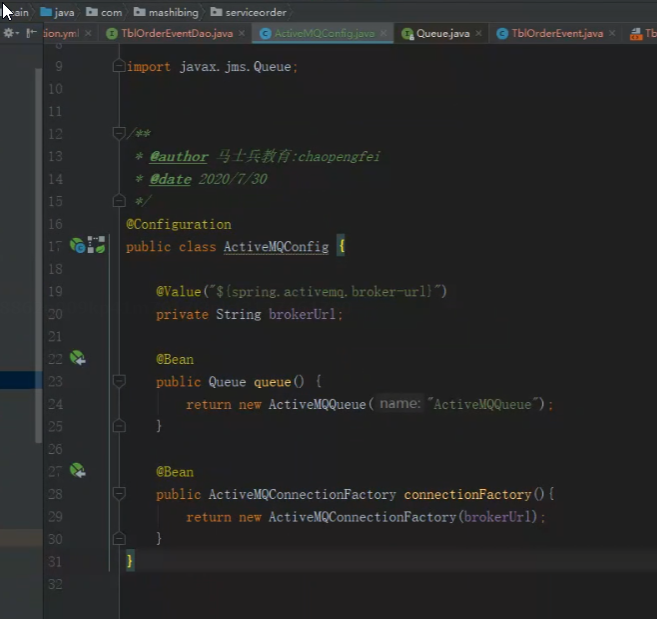 ain java com mashibing serviceorder
ion.yml TblOrderEventDao.java ActiveMQConfig.java Queue.java TblOrderEvent.java Tb
8
9 import javax.jms.Queue;
10
11
12 /**
13 * @author 马士兵教育:chaopengfei
14 * @date 2020/7/30
15 */
16 @Configuration
17 public class ActiveMQConfig {
18
19 @Value("${spring.activemq.broker-url}")
20 private String brokerUrl;
21
22 @Bean
23 public Queue queue() {
24 return new ActiveMQQueue( name: "ActiveMQQueue");
25 }
26
27 @Bean
28 public ActiveMQConnectionFactory connectionFactory(){
29 return new ActiveMQConnectionFactory(brokerUrl);
30 }
31 }
32